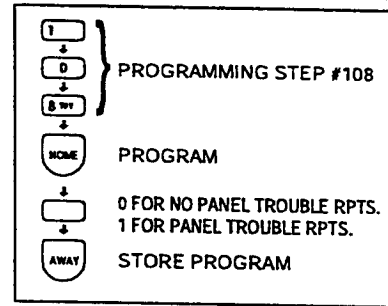 1
0 PROGRAMMING STEP #108
8 TUV
HOME PROGRAM
0 FOR NO PANEL TROUBLE RPTS.
1 FOR PANEL TROUBLE RPTS.
AWAY STORE PROGRAM